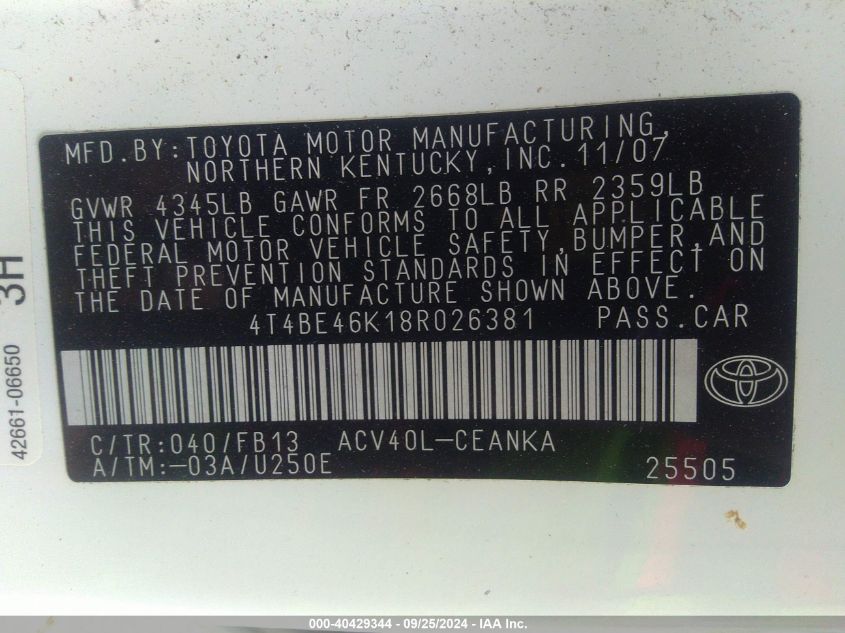 MFD.BY:TOYOTA MOTOR MANUFACTURING,
NORTHERN KENTUCKY,INC.11/07
GVWR 4345LB GAWR FR 2668LB RR 2359LB
THIS VEHICLE CONFORMS TO ALL APPLICABLE
FEDERAL MOTOR VEHICLE SAFETY,BUMPER,AND
THEFT PREVENTION STANDARDS IN EFFECT ON
THE DATE OF MANUFACTURE SHOWN ABOVE.
4T4BE46K18R026381 PASS.CAR
C/TR:040/FB13 ACV40L-CEANKA
A/TM:-03A/U250E 25505
42661-06650 3H
000-40429344 - 09/25/2024 - IAA Inc.